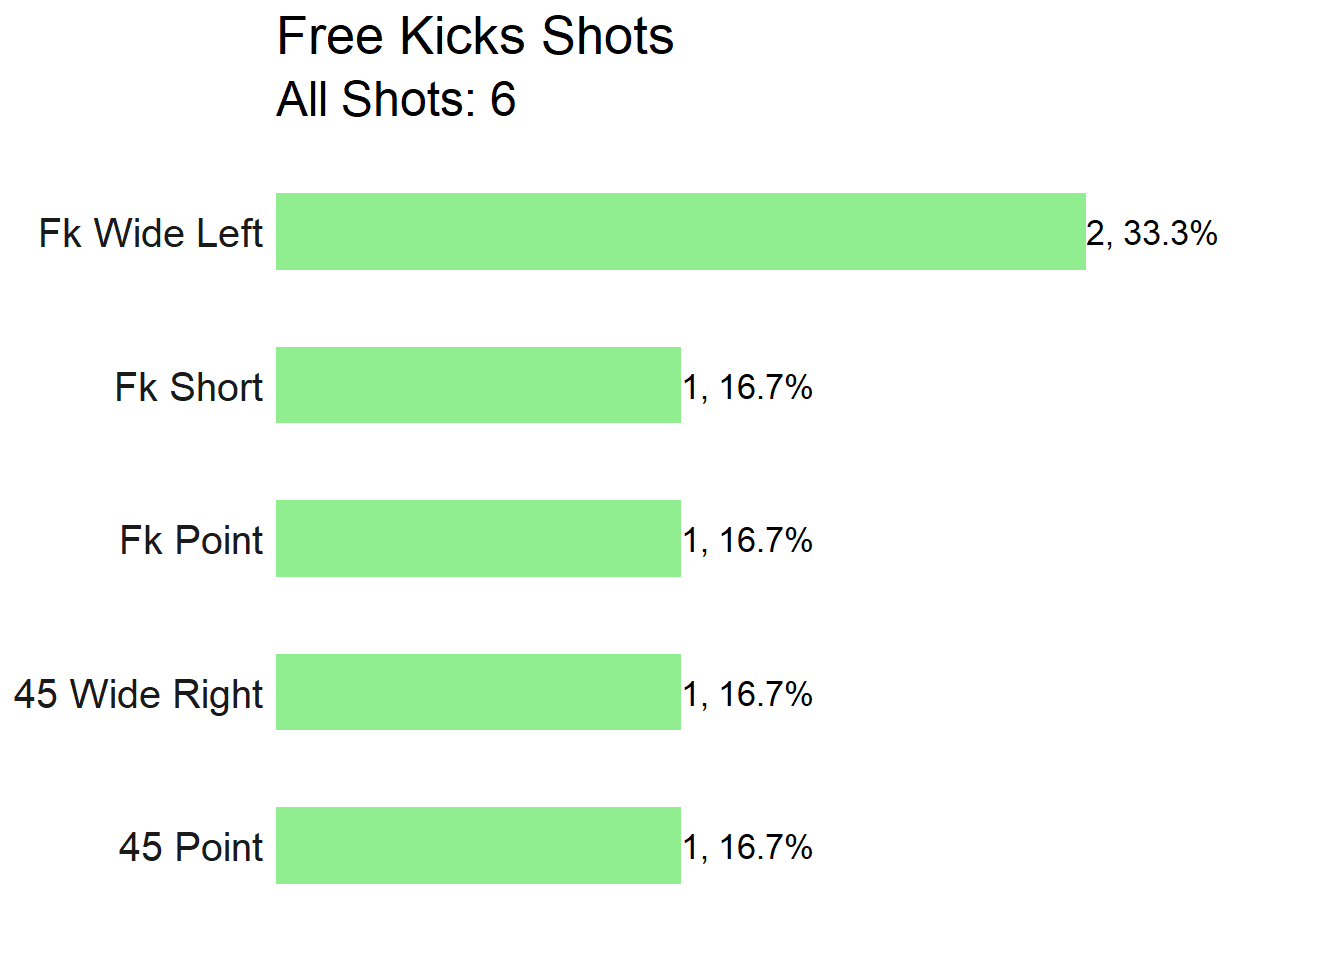 Free Kicks Shots
All Shots: 6
Fk Wide Left 2, 33.3%
Fk Short 1, 16.7%
Fk Point 1, 16.7%
45 Wide Right 1, 16.7%
45 Point 1, 16.7%